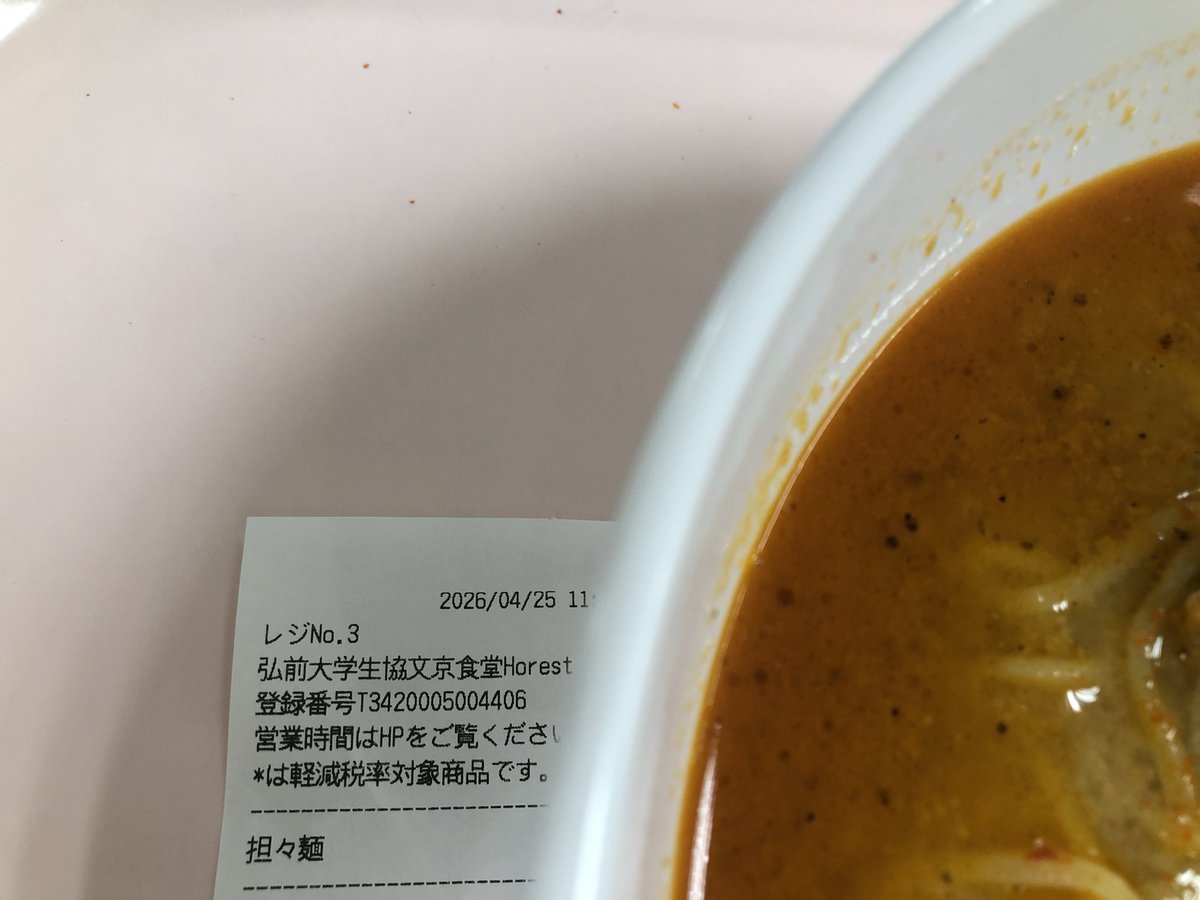 2026/04/25 11
レジNo.3
弘前大学生協文京食堂Horest
登録番号T3420005004406
営業時間はHPをご覧ください
*は軽減税率対象商品です。
担々麺